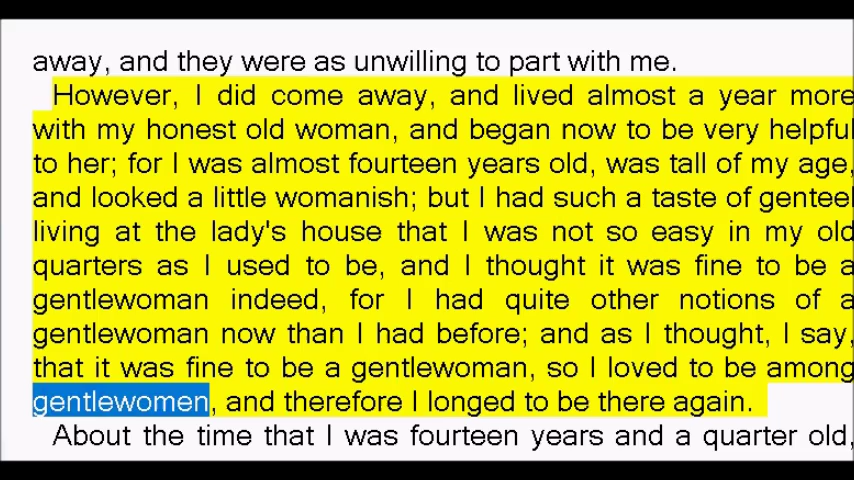 away, and they were as unwilling to part with me.
However, I did come away, and lived almost a year more
with my honest old woman, and began now to be very helpful
to her; for I was almost fourteen years old, was tall of my age,
and looked a little womanish; but I had such a taste of genteel
living at the lady's house that I was not so easy in my old
quarters as I used to be, and I thought it was fine to be a
gentlewoman indeed, for I had quite other notions of a
gentlewoman now than I had before; and as I thought, I say,
that it was fine to be a gentlewoman, so I loved to be among
gentlewomen, and therefore I longed to be there again.
About the time that I was fourteen years and a quarter old,